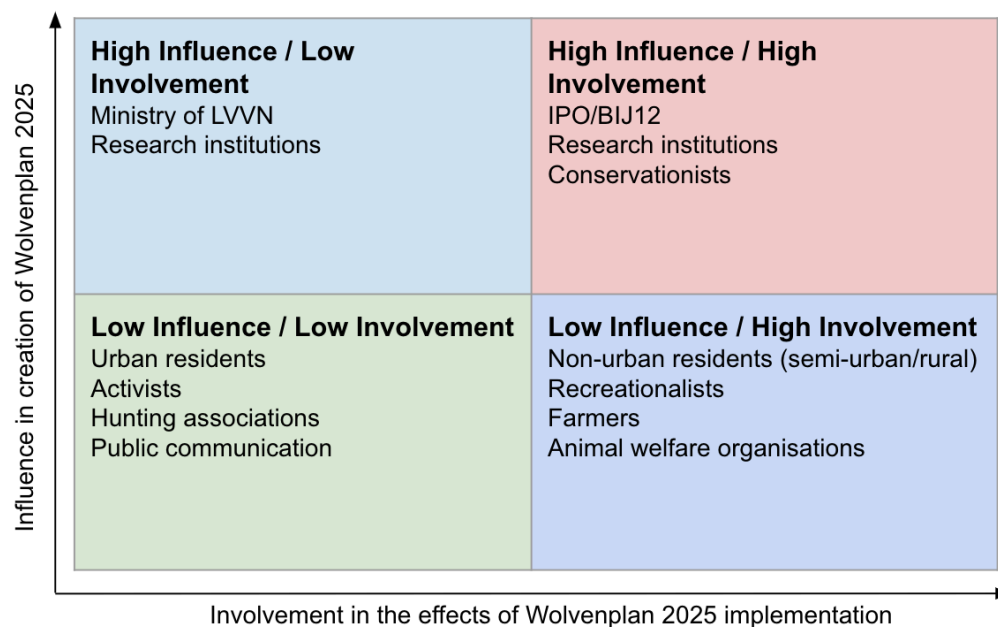 Influence in creation of Wolvenplan 2025
High Influence / Low
Involvement
Ministry of LVVN
Research institutions
High Influence / High
Involvement
IPO/BIJ12
Research institutions
Conservationists
Low Influence / Low Involvement
Urban residents
Activists
Hunting associations
Public communication
Low Influence / High Involvement
Non-urban residents (semi-urban/rural)
Recreationalists
Farmers
Animal welfare organisations
Involvement in the effects of Wolvenplan 2025 implementation